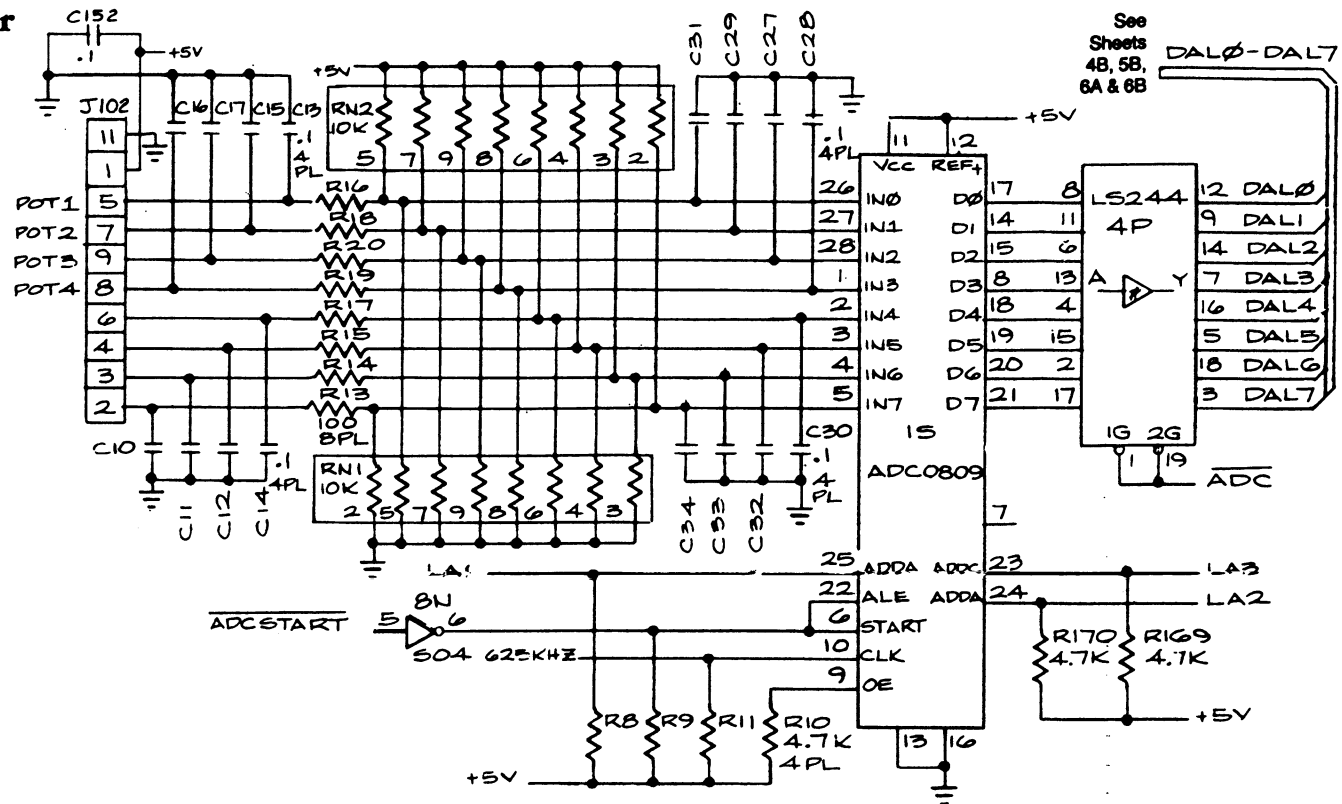 r
C152
.1
+5V
J102
C16
C17
C15
C13
.1
4
PL
+5V
RN2
10K
5 7 9 8 6 4 3 2
C31
C29
C27
C28
.1
4PL
See
Sheets
4B, 5B,
6A & 6B
DALØ-DAL7
+5V
11
12
VCC REF+
11
1
POT1 5
POT2 7
POT3 9
POT4 8
6
4
3
2
R16
R18
R20
R19
R17
R15
R14
R13
100
8PL
26 INØ DØ 17 8 LS244 12 DALØ
27 IN1 D1 14 11 4P 9 DAL1
28 IN2 D2 15 6 14 DAL2
1 IN3 D3 8 13 A Y 7 DAL3
2 IN4 D4 18 4 16 DAL4
3 IN5 D5 19 15 5 DAL5
4 IN6 D6 20 2 18 DAL6
5 IN7 D7 21 17 3 DAL7
1G 2G
1 19
ADC
C10
C11
C12
C14
.1
4PL
RN1
10K
2 5 7 9 8 6 4 3
C34
C33
C32
C30
.1
4
PL
ADC0809
7
25 ADDA ADDC 23 LA3
22 ALE ADDA 24 LA2
6 START
10 CLK
9 OE
ADCSTART 5 8N 6
S04 625KHZ
R8
R9
R11
R10
4.7K
4PL
+5V
13 16
R170
4.7K
R169
4.7K
+5V